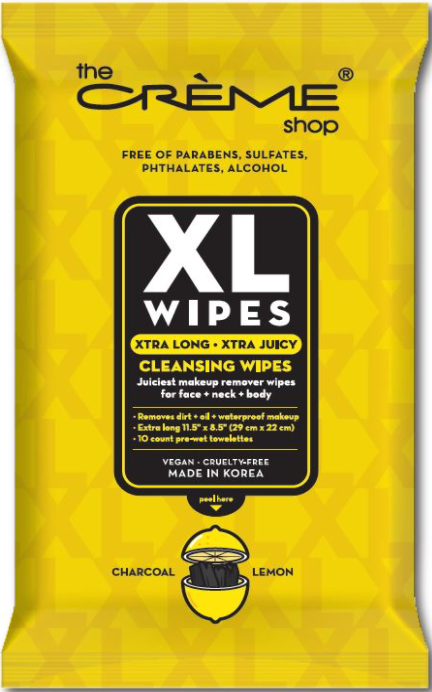 the
CRÈME®
shop
FREE OF PARABENS, SULFATES,
PHTHALATES, ALCOHOL
XL
WIPES
XTRA LONG • XTRA JUICY
CLEANSING WIPES
Juiciest makeup remover wipes
for face + neck + body
• Removes dirt + oil + waterproof makeup
• Extra long 11.5" x 8.5" (29 cm x 22 cm)
• 10 count pre-wet towelettes
VEGAN • CRUELTY-FREE
MADE IN KOREA
peel here
CHARCOAL LEMON